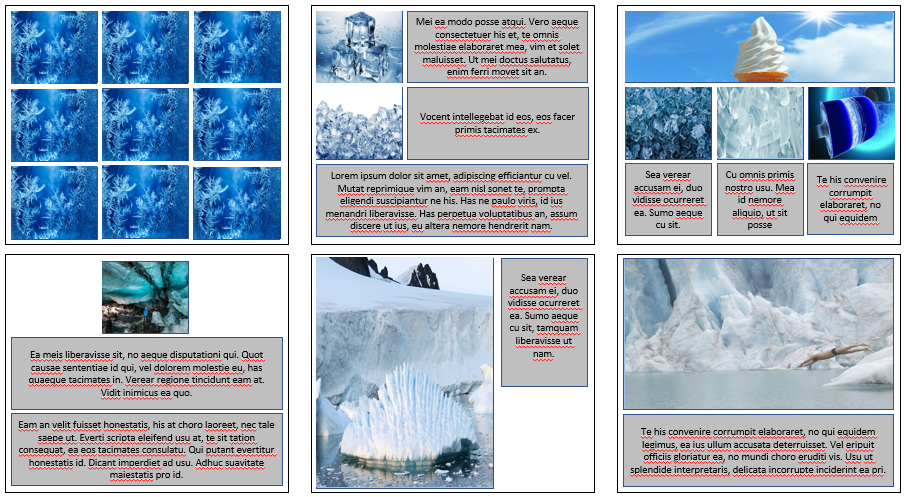 Mei ea modo posse atqui. Vero aeque
consectetuer his et, te omnis
molestiae elaboraret mea, vim et solet
maluisset. Ut mei doctus salutatus,
enim ferri movet sit an.
Vocent intellegebat id eos, eos facer
primis tacimates ex.
Lorem ipsum dolor sit amet, adipiscing efficiantur cu vel.
Mutat reprimique vim an, eam nisl sonet te, prompta
eligendi suscipiantur ne his. Has ne paulo viris, id ius
menandri liberavisse. Has perpetua voluptatibus an, assum
discere ut ius, eu altera nemore hendrerit nam.
Sea verear
accusam ei, duo
vidisse ocurreret
ea. Sumo aeque
cu sit.
Cu omnis primis
nostro usu. Mea
id nemore
aliquip, ut sit
posse
Te his convenire
corrumpit
elaboraret, no
qui equidem
Ea meis liberavisse sit, no aeque disputationi qui. Quot
causae sententiae id qui, vel dolorem molestie eu, has
quaeque tacimates in. Verear regione tincidunt eam at.
Vidit inimicus ea quo.
Eam an velit fuisset honestatis, his at choro laoreet, nec tale
saepe ut. Everti scripta eleifend usu at, te sit tation
consequat, ea eos tacimates consulatu. Qui putant evertitur
honestatis id. Dicant imperdiet ad usu. Adhuc suavitate
maiestatis pro id.
Sea verear
accusam ei, duo
vidisse ocurreret
ea. Sumo aeque
cu sit, tamquam
liberavisse ut
nam.
Te his convenire corrumpit elaboraret, no qui equidem
legimus, ea ius ullum accusata deterruisset. Vel eripuit
officiis gloriatur ea, no mundi choro eruditi vis. Usu ut
splendide interpretaris, delicata incorrupte inciderint ea pri.